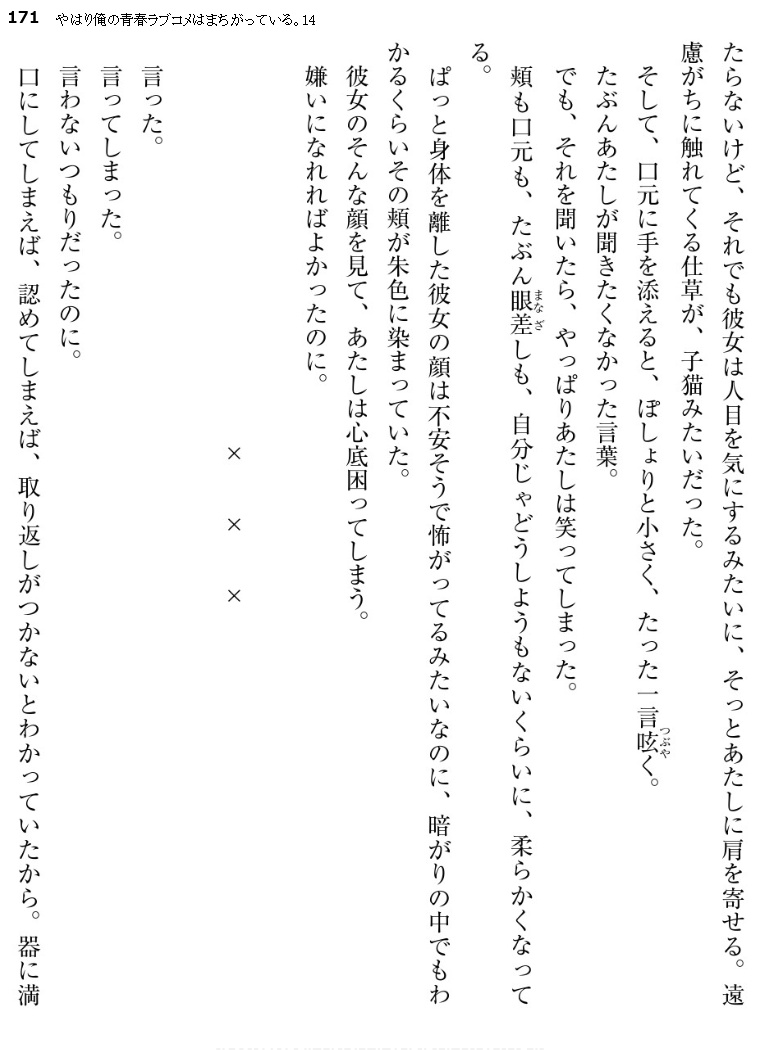 171 やはり俺の青春ラブコメはまちがっている。14
たらないけど、それでも彼女は人目を気にするみたいに、そっとあたしに肩を寄せる。遠
慮がちに触れてくる仕草が、子猫みたいだった。
そして、口元に手を添えると、ぽしょりと小さく、たった一言呟く。
つぶや
たぶんあたしが聞きたくなかった言葉。
でも、それを聞いたら、やっぱりあたしは笑ってしまった。
頬も口元も、たぶん眼差しも、自分じゃどうしようもないくらいに、柔らかくなって
まなざ
る。
ぱっと身体を離した彼女の顔は不安そうで怖がってるみたいなのに、暗がりの中でもわ
かるくらいその頬が朱色に染まっていた。
彼女のそんな顔を見て、あたしは心底困ってしまう。
嫌いになれればよかったのに。
× × ×
言った。
言ってしまった。
言わないつもりだったのに。
口にしてしまえば、認めてしまえば、取り返しがつかないとわかっていたから。器に満